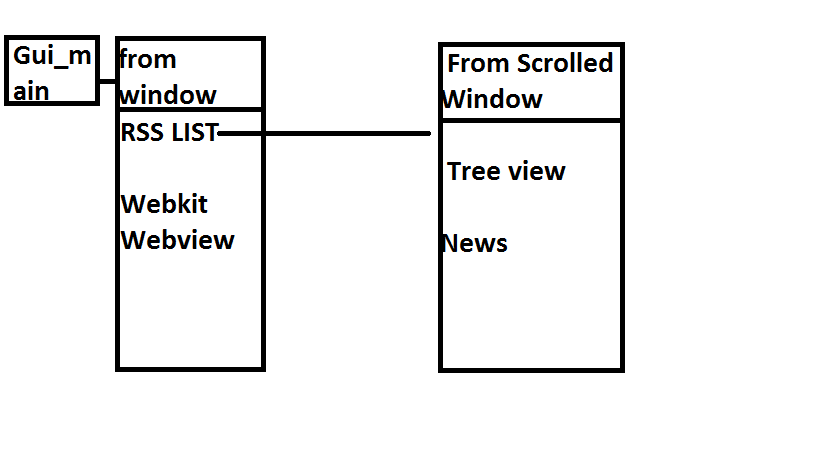 Gui_m
ain
from
window
RSS LIST
Webkit
Webview
From Scrolled
Window
Tree view
News